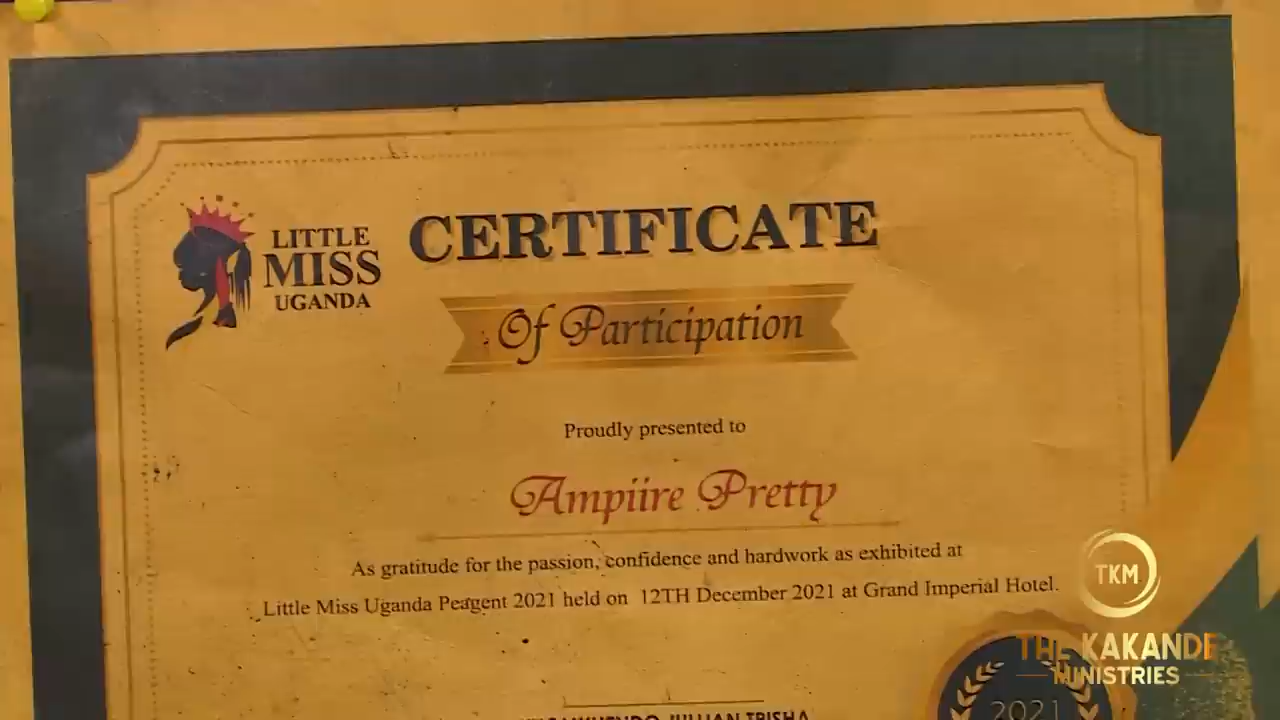 LITTLE
MISS
UGANDA
CERTIFICATE
Of Participation
Proudly presented to
Ampiire Pretty
As gratitude for the passion, confidence and hardwork as exhibited at
Little Miss Uganda Peagent 2021 held on 12TH December 2021 at Grand Imperial Hotel.
TKM
THE KAKANDE
MINISTRIES
2021
JULLIAN TRISHA